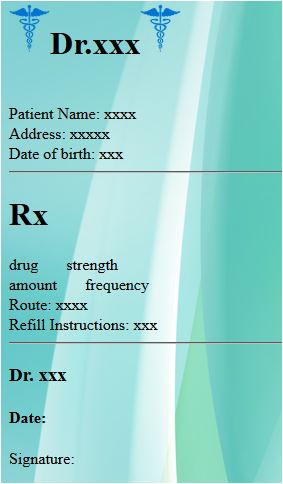 Dr.xxx
Patient Name: xxxx
Address: xxxxx
Date of birth: xxx
Rx
drug strength
amount frequency
Route: xxxx
Refill Instructions: xxx
Dr. xxx
Date:
Signature: